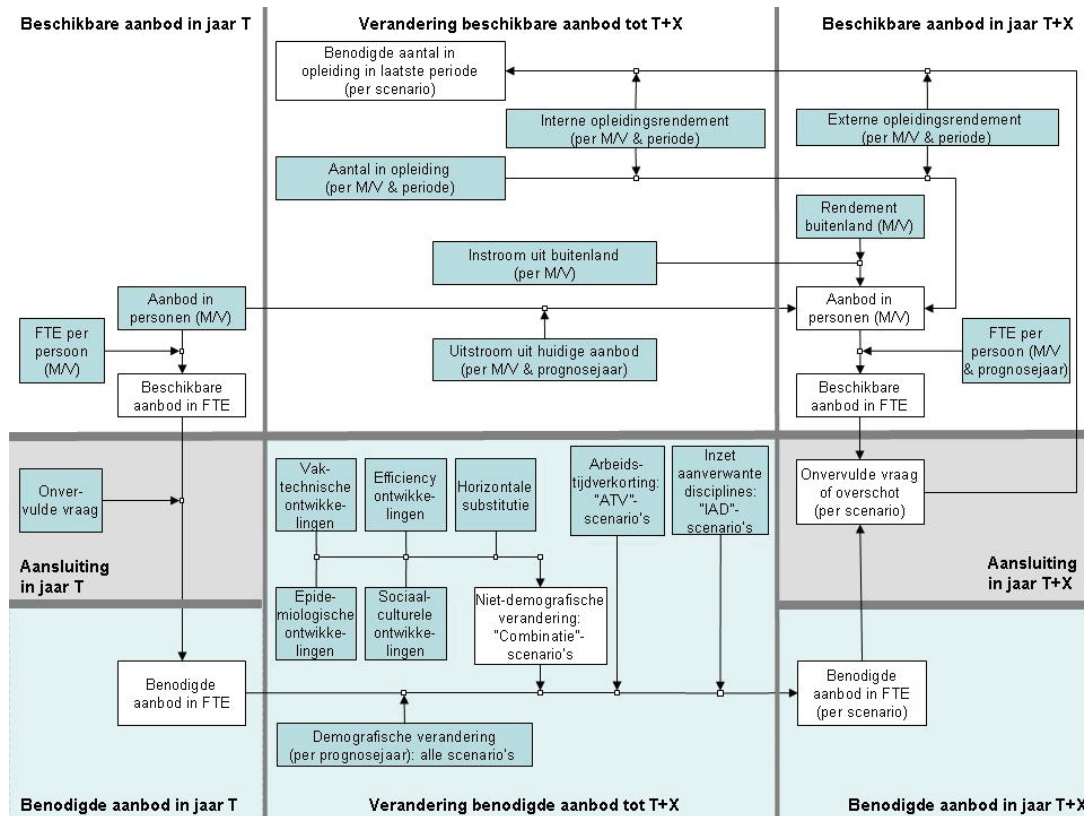 Beschikbare aanbod in jaar T
Verandering beschikbare aanbod tot T+X
Beschikbare aanbod in jaar T+X
Benodigde aantal in
opleiding in laatste periode
(per scenario)
Interne opleidingsrendement
(per M/V & periode)
Externe opleidingsrendement
(per M/V & periode)
Aantal in opleiding
(per M/V & periode)
Rendement
buitenland (M/V)
Instroom uit buitenland
(per M/V)
Aanbod in
personen (M/V)
Aanbod in
personen (M/V)
FTE per
persoon
(M/V)
Uitstroom uit huidige aanbod
(per M/V & prognosejaar)
FTE per
persoon (M/V
& prognosejaar)
Beschikbare
aanbod in FTE
Beschikbare
aanbod in FTE
Onver-
vulde vraag
Vak-
technische
ontwikke-
lingen
Efficiency
ontwikke-
lingen
Horizontale
substitutie
Arbeids-
tijdverkorting:
"ATV"-
scenario's
Inzet
aanverwante
disciplines:
"IAD"-
scenario's
Onvervulde vraag
of overschot
(per scenario)
Aansluiting
in jaar T
Aansluiting
in jaar T+X
Epide-
miologische
ontwikke-
lingen
Sociaal-
culturele
ontwikke-
lingen
Niet-demografische
verandering:
"Combinatie"-
scenario's
Benodigde
aanbod in FTE
Benodigde
aanbod in FTE
(per scenario)
Demografische verandering
(per prognosejaar): alle scenario's
Benodigde aanbod in jaar T
Verandering benodigde aanbod tot T+X
Benodigde aanbod in jaar T+X